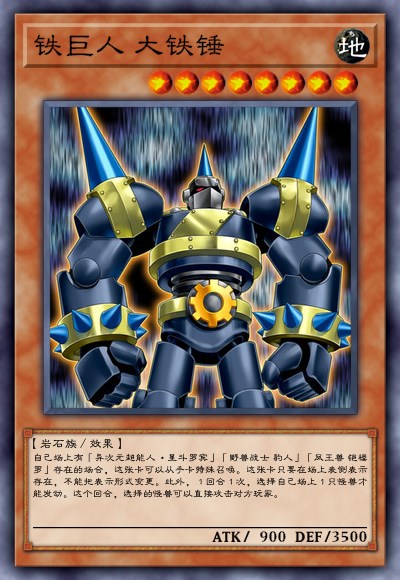 铁巨人 大铁锤
地
【岩石族／效果】
自己场上有「异次元超能人·星斗罗宾」「野兽战士 豹人」「凤王兽 铠楼
罗」存在的场合，这张卡可以从手卡特殊召唤。这张卡只要在场上表侧表示
存在，不能把表示形式变更。此外，1回合1次，选择自己场上1只怪兽才
能发动。这个回合，选择的怪兽可以直接攻击对方玩家。
ATK/ 900 DEF/3500